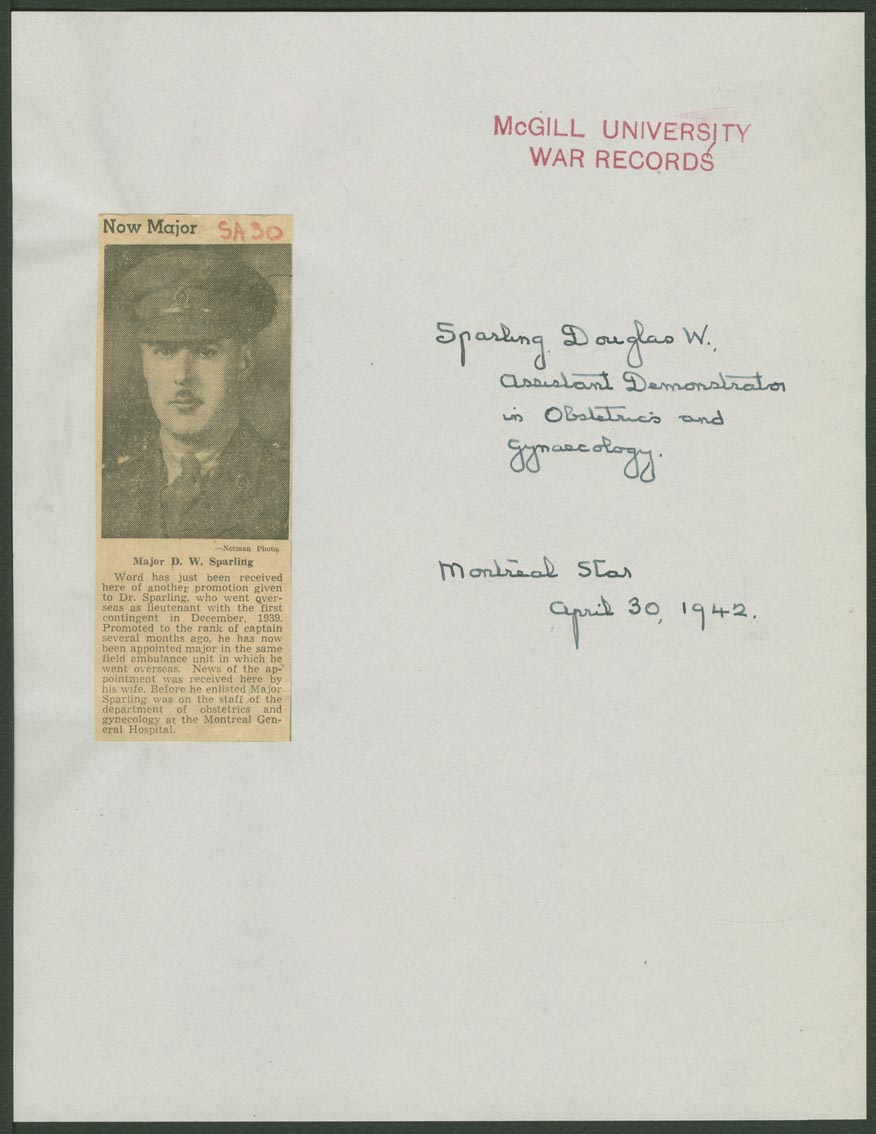 McGILL UNIVERSITY
WAR RECORDS
Now Major SA30
—Notman Photo.
Major D. W. Sparling
Word has just been received
here of another promotion given
to Dr. Sparling, who went over-
seas as lieutenant with the first
contingent in December, 1939.
Promoted to the rank of captain
several months ago, he has now
been appointed major in the same
field ambulance unit in which he
went overseas. News of the ap-
pointment was received here by
his wife. Before he enlisted Major
Sparling was on the staff of the
department of obstetrics and
gynecology at the Montreal Gen-
eral Hospital.
Sparling, Douglas W.,
Assistant Demonstrator
in Obstetrics and
Gynaecology.
Montreal Star
April 30, 1942.